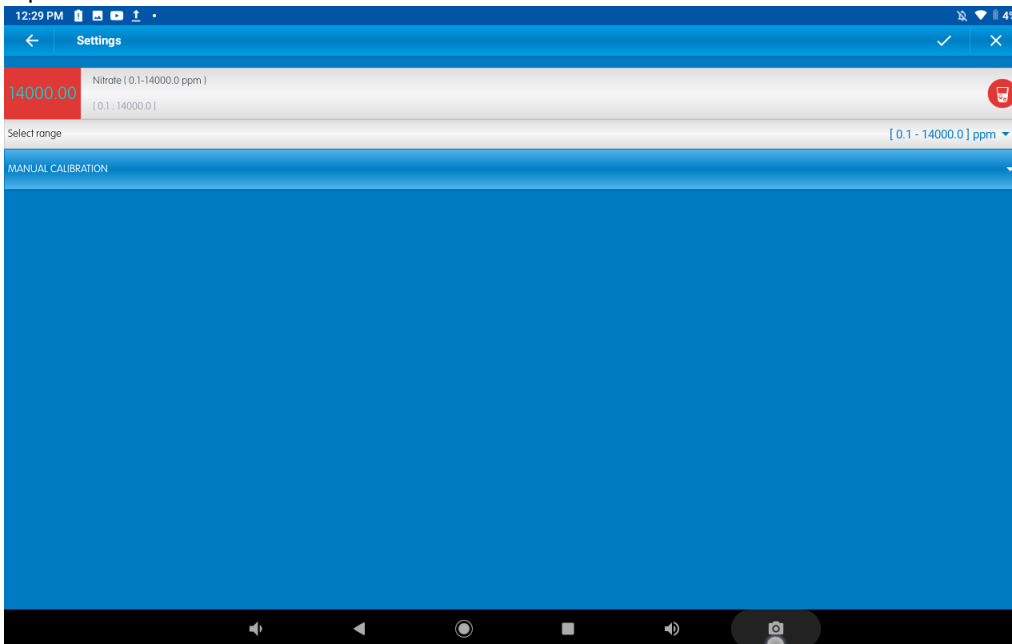 12:29 PM
Settings
14000.00
Nitrate ( 0.1-14000.0 ppm )
[ 0.1 : 14000.0 ]
Select range
[ 0.1 - 14000.0 ] ppm
MANUAL CALIBRATION